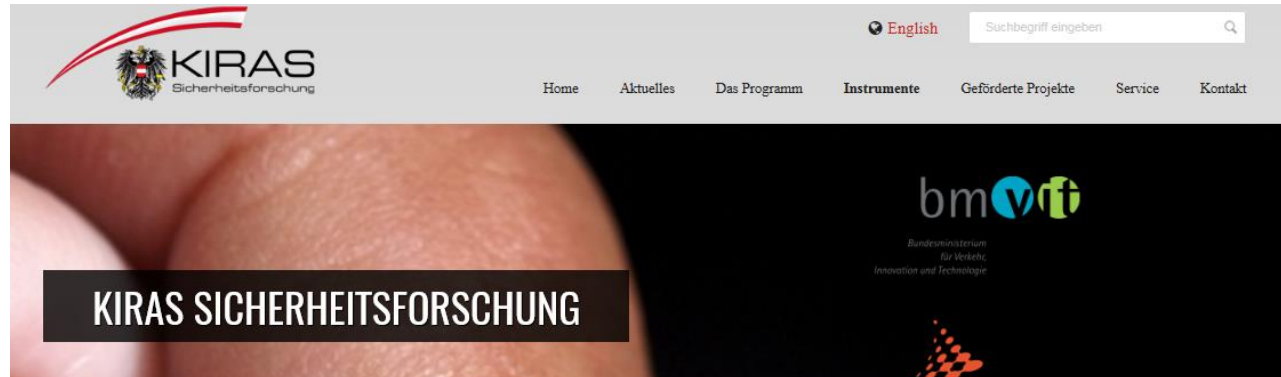 English
Suchbegriff eingeben
KIRAS
Sicherheitsforschung
Home Aktuelles Das Programm Instrumente Geförderte Projekte Service Kontakt
bmvit
Bundesministerium
für Verkehr,
Innovation und Technologie
KIRAS SICHERHEITSFORSCHUNG